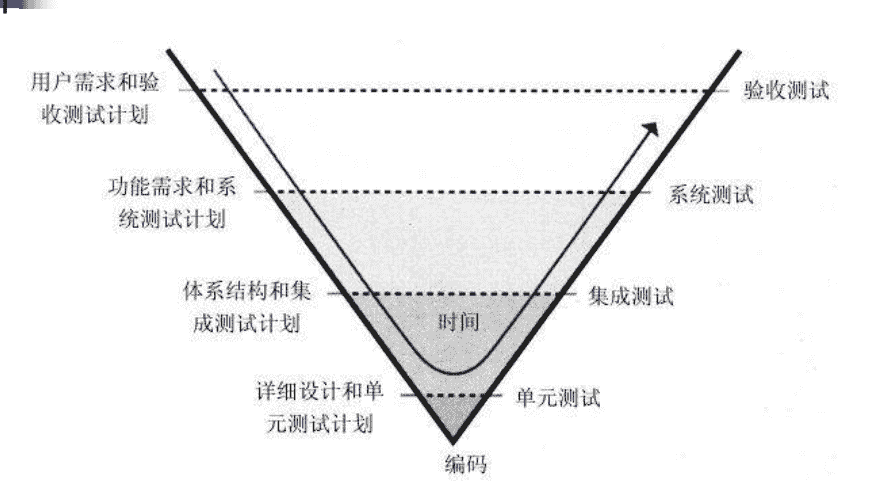 用户需求和验
收测试计划
验收测试
功能需求和系
统测试计划
系统测试
体系结构和集
成测试计划
集成测试
时间
详细设计和单
元测试计划
单元测试
编码